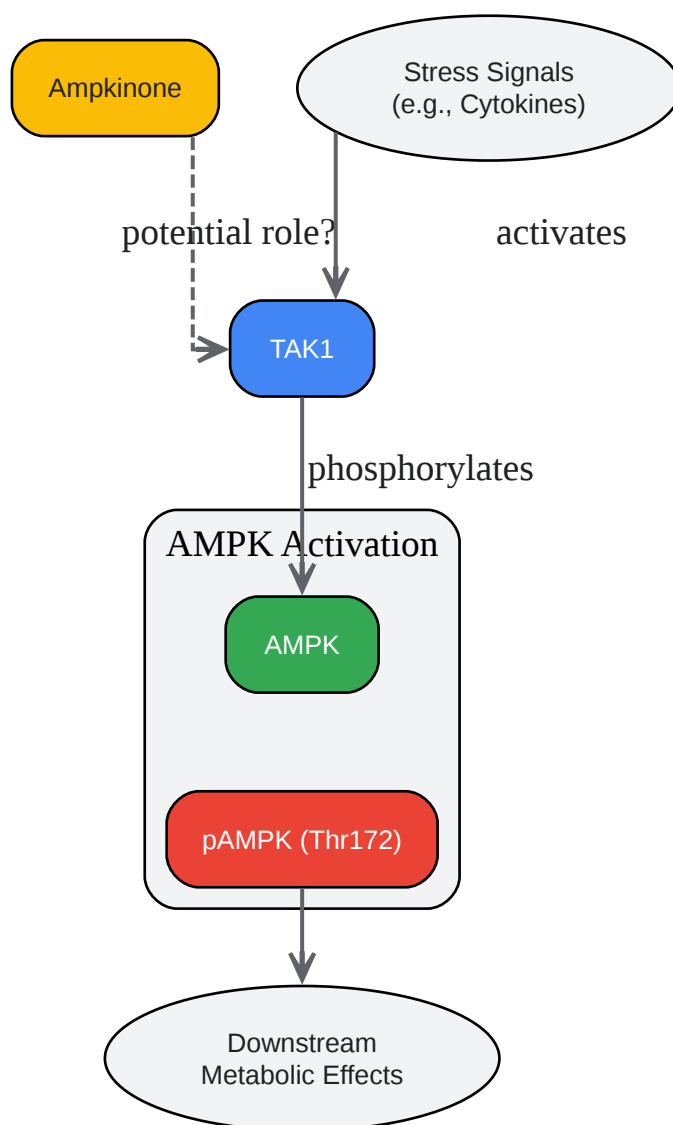 Ampkinone
Stress Signals
(e.g., Cytokines)
potential role?
activates
TAK1
phosphorylates
AMPK Activation
AMPK
pAMPK (Thr172)
Downstream
Metabolic Effects